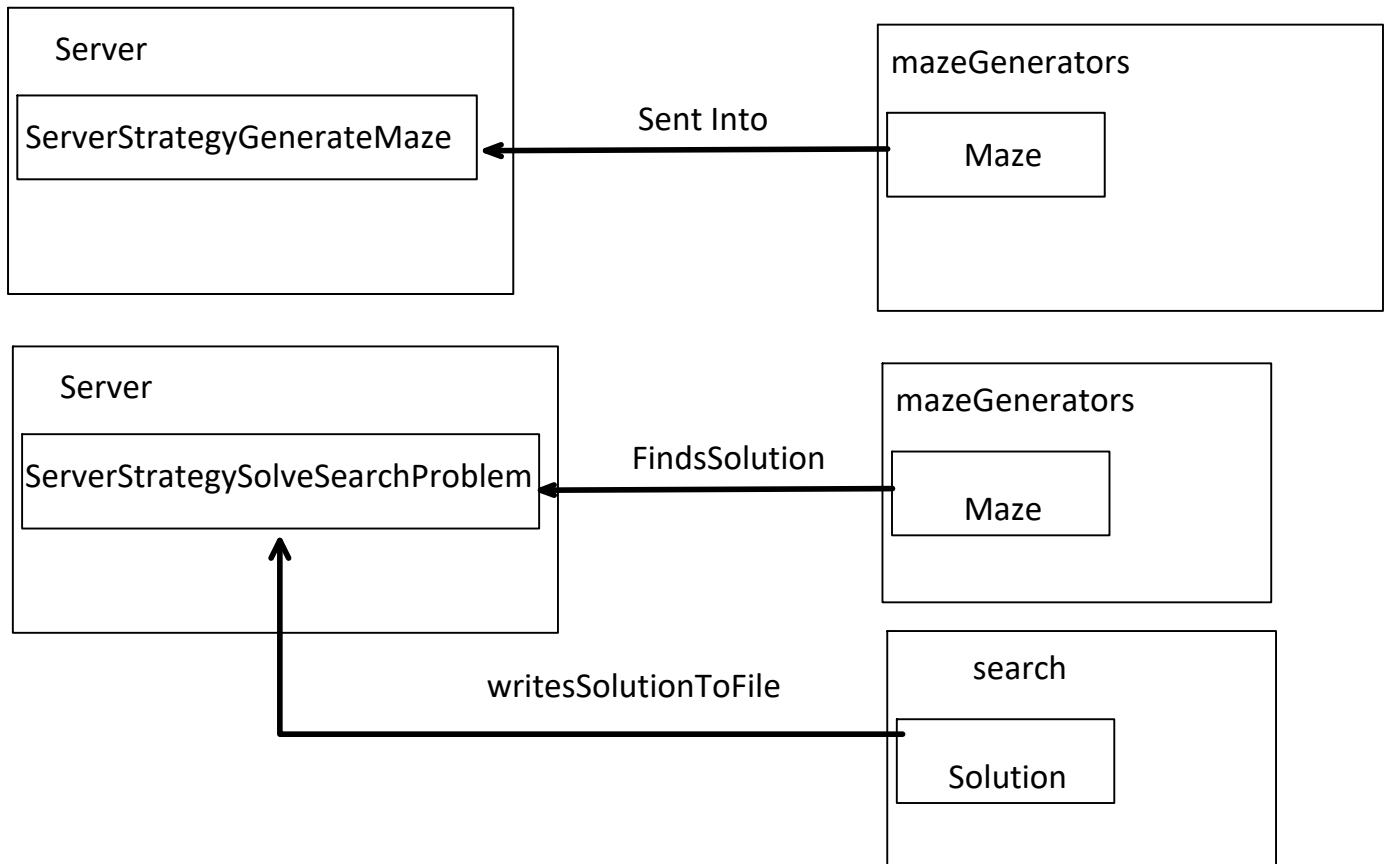 Server
mazeGenerators
ServerStrategyGenerateMaze
Sent Into
Maze
Server
mazeGenerators
ServerStrategySolveSearchProblem
FindsSolution
Maze
search
writesSolutionToFile
Solution